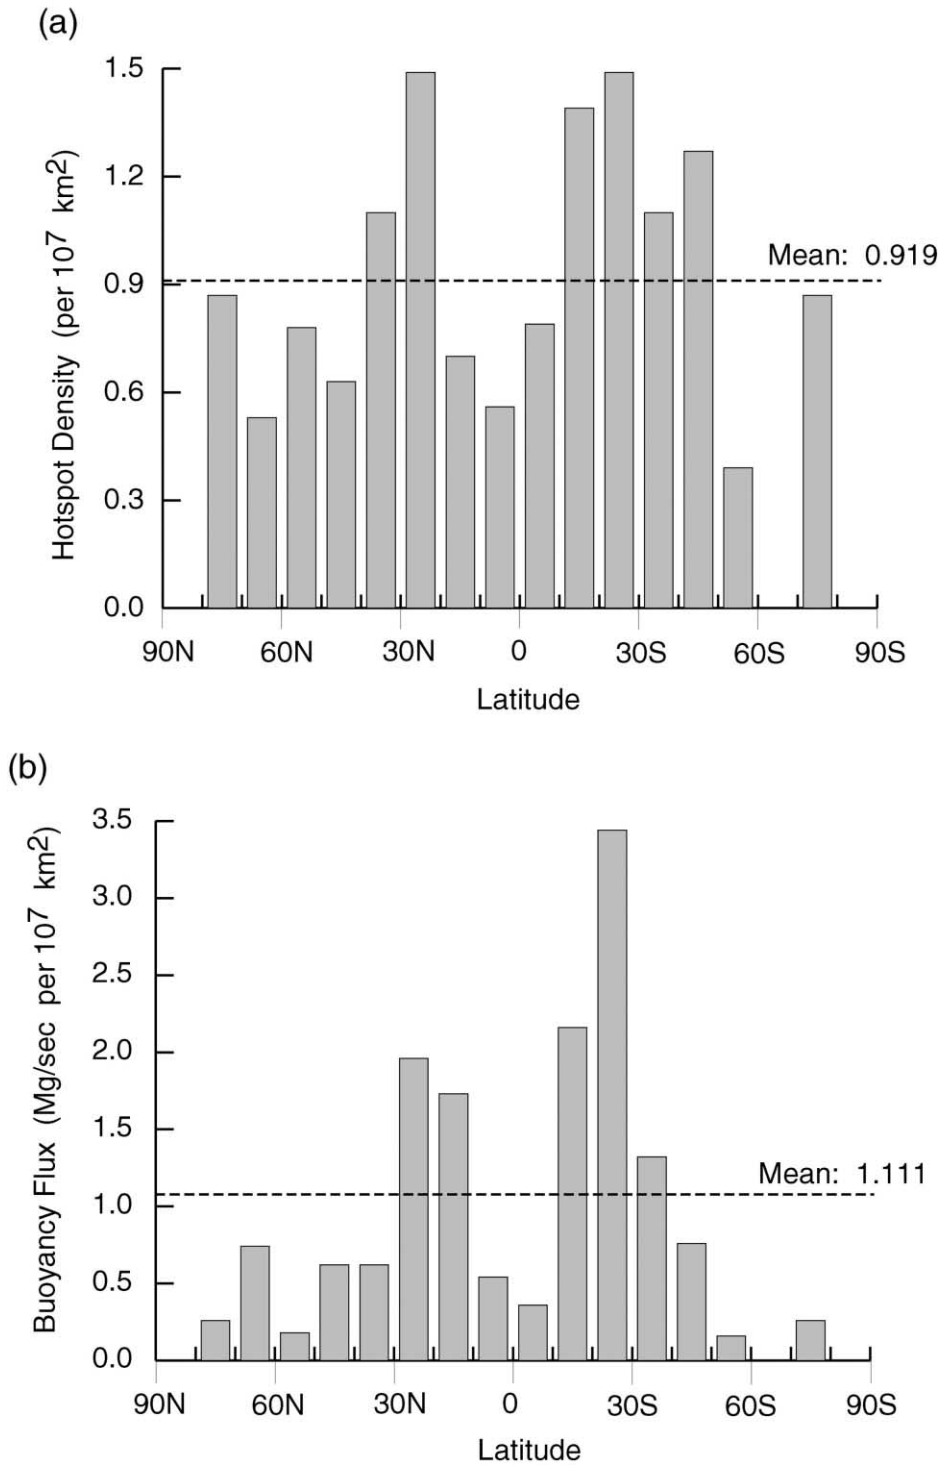 (a)
Hotspot Density (per 10⁷ km²)
1.5
1.2
0.9
0.6
0.3
0.0
Mean: 0.919
90N 60N 30N 0 30S 60S 90S
Latitude
(b)
Buoyancy Flux (Mg/sec per 10⁷ km²)
3.5
3.0
2.5
2.0
1.5
1.0
0.5
0.0
Mean: 1.111
90N 60N 30N 0 30S 60S 90S
Latitude